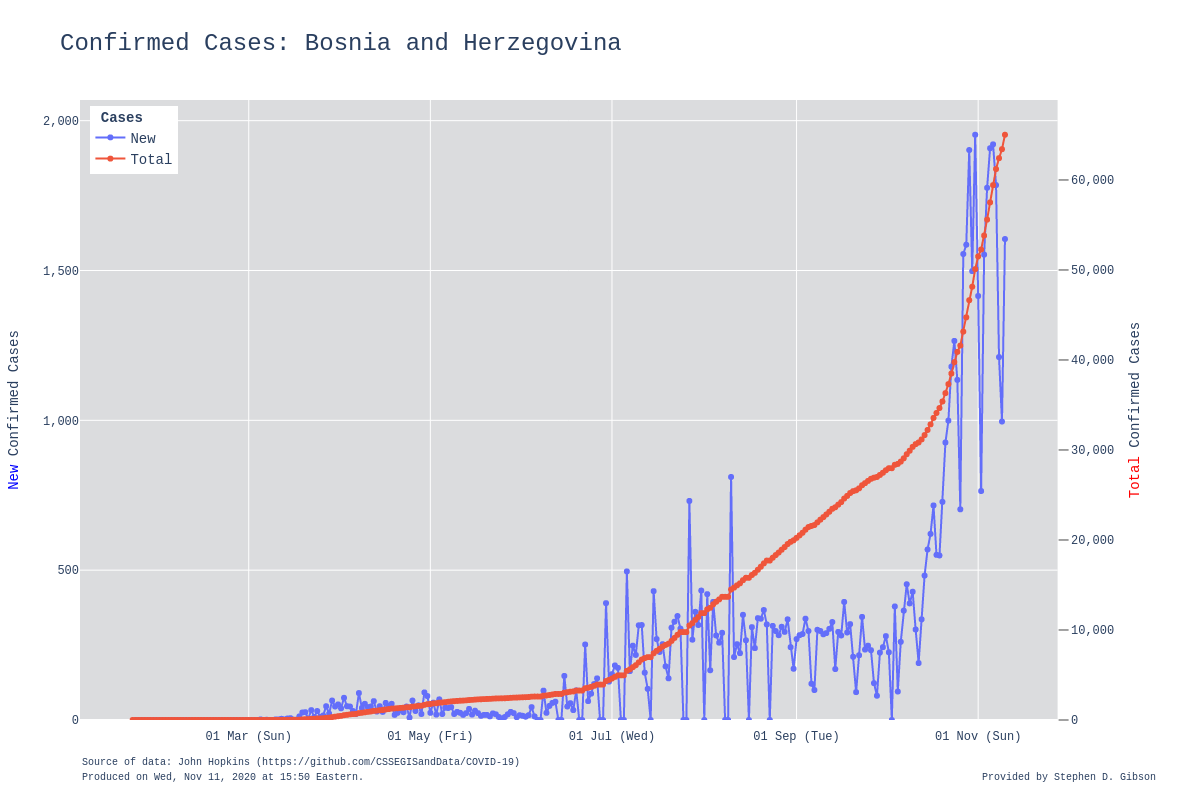 Confirmed Cases: Bosnia and Herzegovina
Cases
New
Total
2,000
1,500
1,000
500
0
60,000
50,000
40,000
30,000
20,000
10,000
0
New Confirmed Cases
Total Confirmed Cases
01 Mar (Sun)
01 May (Fri)
01 Jul (Wed)
01 Sep (Tue)
01 Nov (Sun)
Source of data: John Hopkins (https://github.com/CSSEGISandData/COVID-19)
Produced on Wed, Nov 11, 2020 at 15:50 Eastern.
Provided by Stephen D. Gibson